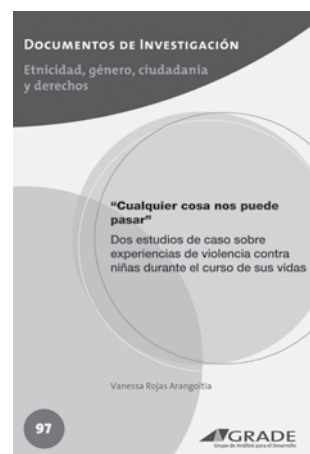 DOCUMENTOS DE INVESTIGACIÓN
Etnicidad, género, ciudadanía
y derechos
“Cualquier cosa nos puede
pasar”
Dos estudios de caso sobre
experiencias de violencia contra
niñas durante el curso de sus vidas
Vanessa Rojas Arangoitia
97
GRADE
Grupo de Análisis para el Desarrollo